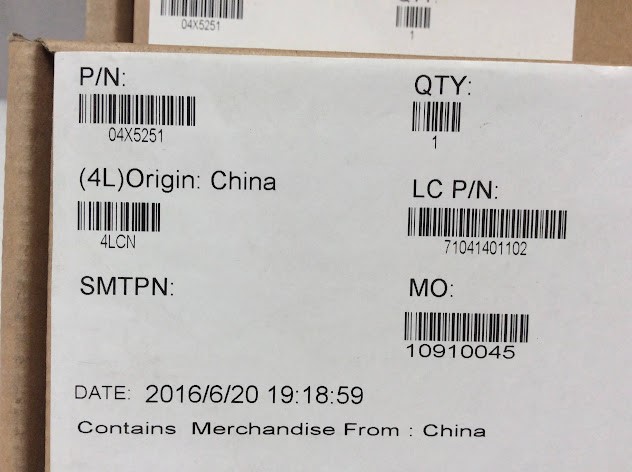 04X5251
1
P/N:
QTY:
04X5251
1
(4L)Origin: China
LC P/N:
4LCN
71041401102
SMTPN:
MO:
10910045
DATE: 2016/6/20 19:18:59
Contains Merchandise From : China